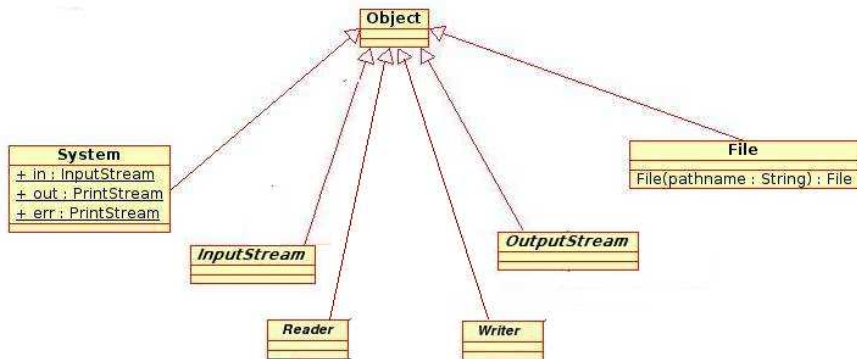 Object
System
+ in : InputStream
+ out : PrintStream
+ err : PrintStream
File
File(pathname : String) : File
InputStream
OutputStream
Reader
Writer